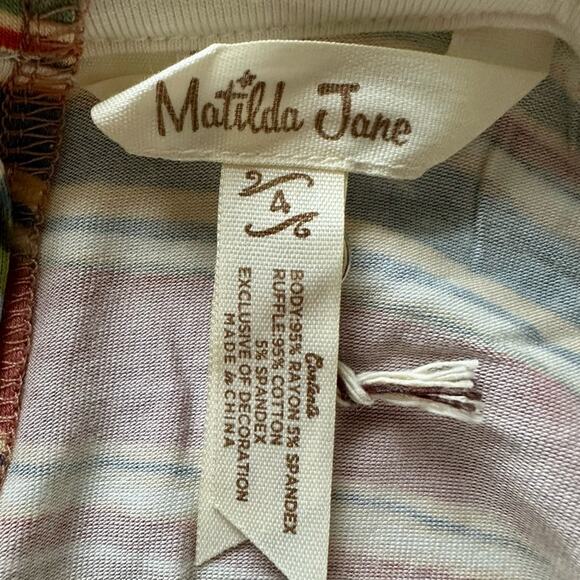 Matilda Jane
4
Contents
BODY:95% RAYON 5% SPANDEX
RUFFLE:95% COTTON
5% SPANDEX
EXCLUSIVE OF DECORATION
MADE in CHINA